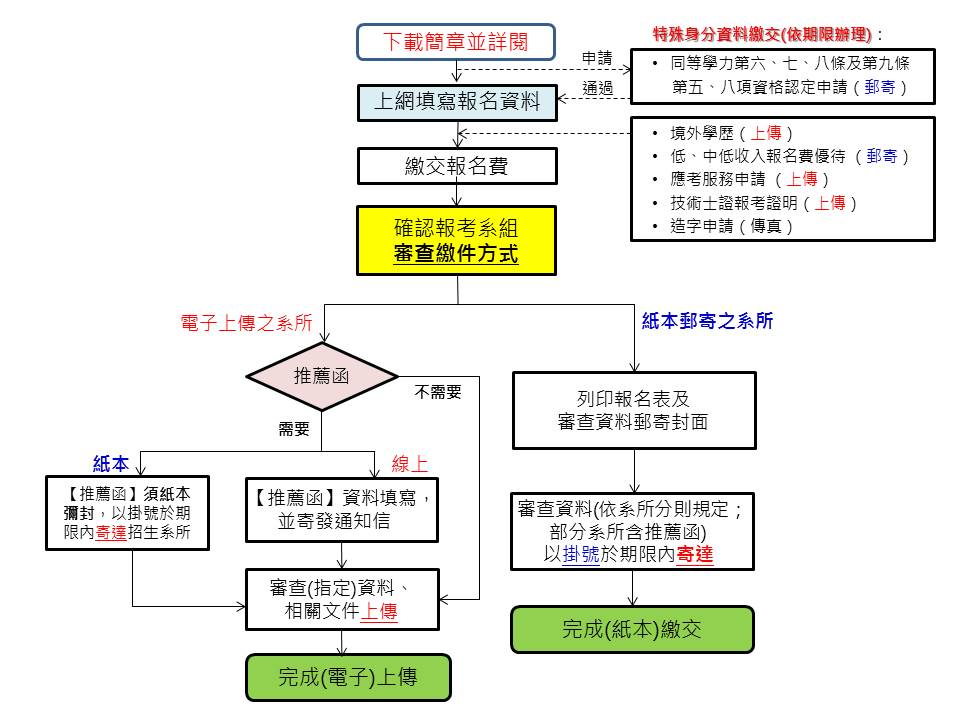 下載簡章並詳閱
特殊身分資料繳交(依期限辦理)：
申請
通過
• 同等學力第六、七、八條及第九條
第五、八項資格認定申請（郵寄）
上網填寫報名資料
• 境外學歷（上傳）
• 低、中低收入報名費優待（郵寄）
• 應考服務申請（上傳）
• 技術士證報考證明（上傳）
• 造字申請（傳真）
繳交報名費
確認報考系組
審查繳件方式
電子上傳之系所
紙本郵寄之系所
推薦函
不需要
需要
列印報名表及
審查資料郵寄封面
紙本
線上
【推薦函】須紙本
彌封，以掛號於期
限內寄達招生系所
【推薦函】資料填寫，
並寄發通知信
審查資料(依系所分則規定；
部分系所含推薦函)
以掛號於期限內寄達
審查(指定)資料、
相關文件上傳
完成(紙本)繳交
完成(電子)上傳